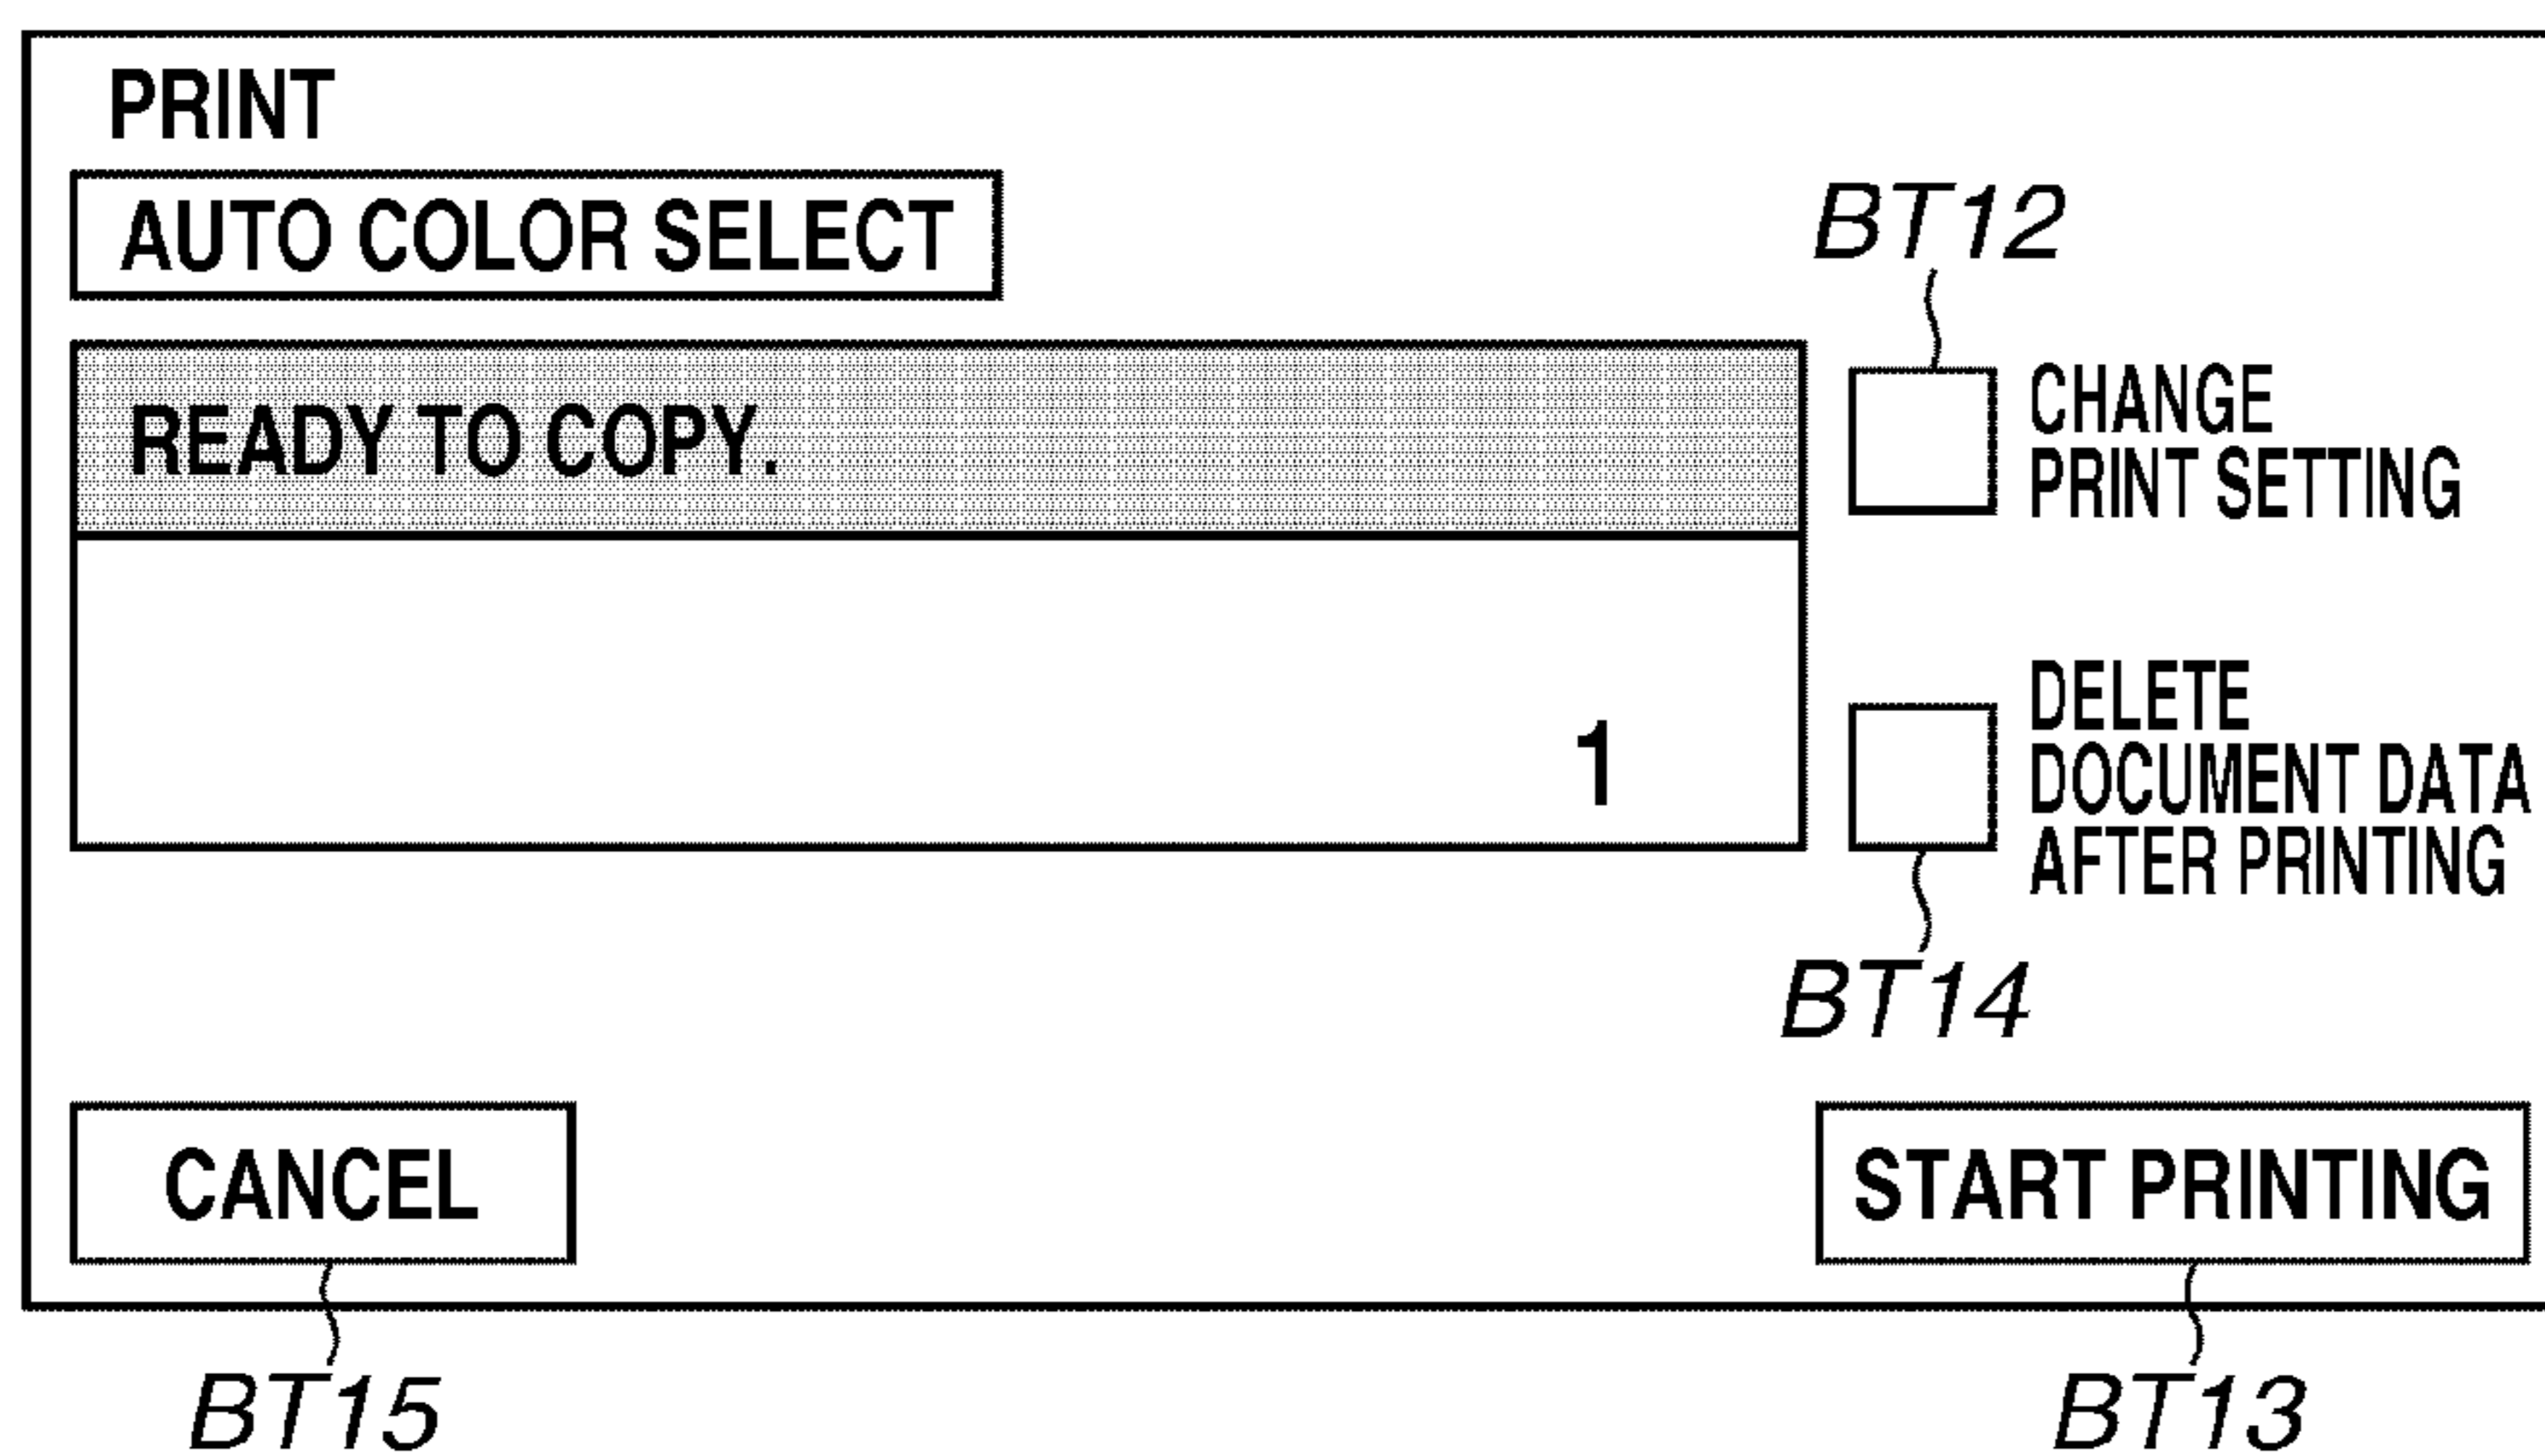 PRINT
AUTO COLOR SELECT
BT12
READY TO COPY.
CHANGE
PRINT SETTING
1
DELETE
DOCUMENT DATA
AFTER PRINTING
BT14
CANCEL
START PRINTING
BT15
BT13